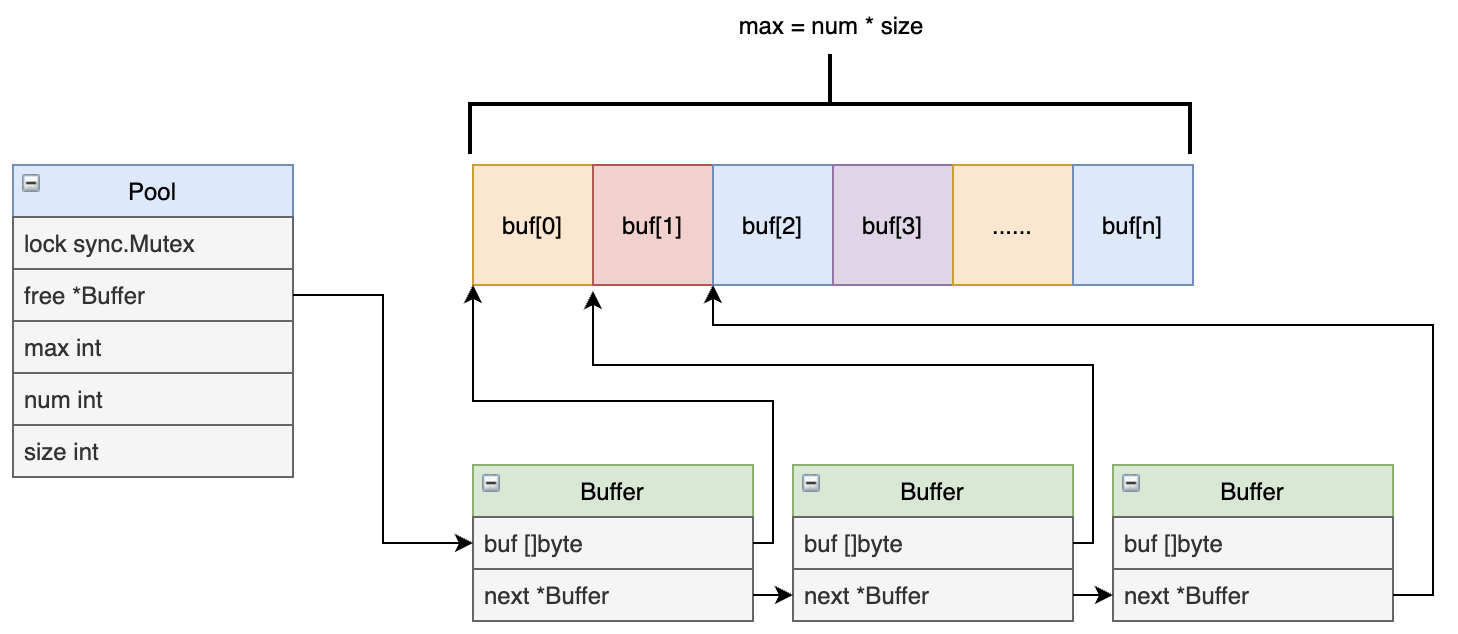 max = num * size
buf[0]
buf[1]
buf[2]
buf[3]
......
buf[n]
Pool
lock sync.Mutex
free *Buffer
max int
num int
size int
Buffer
buf []byte
next *Buffer
Buffer
buf []byte
next *Buffer
Buffer
buf []byte
next *Buffer